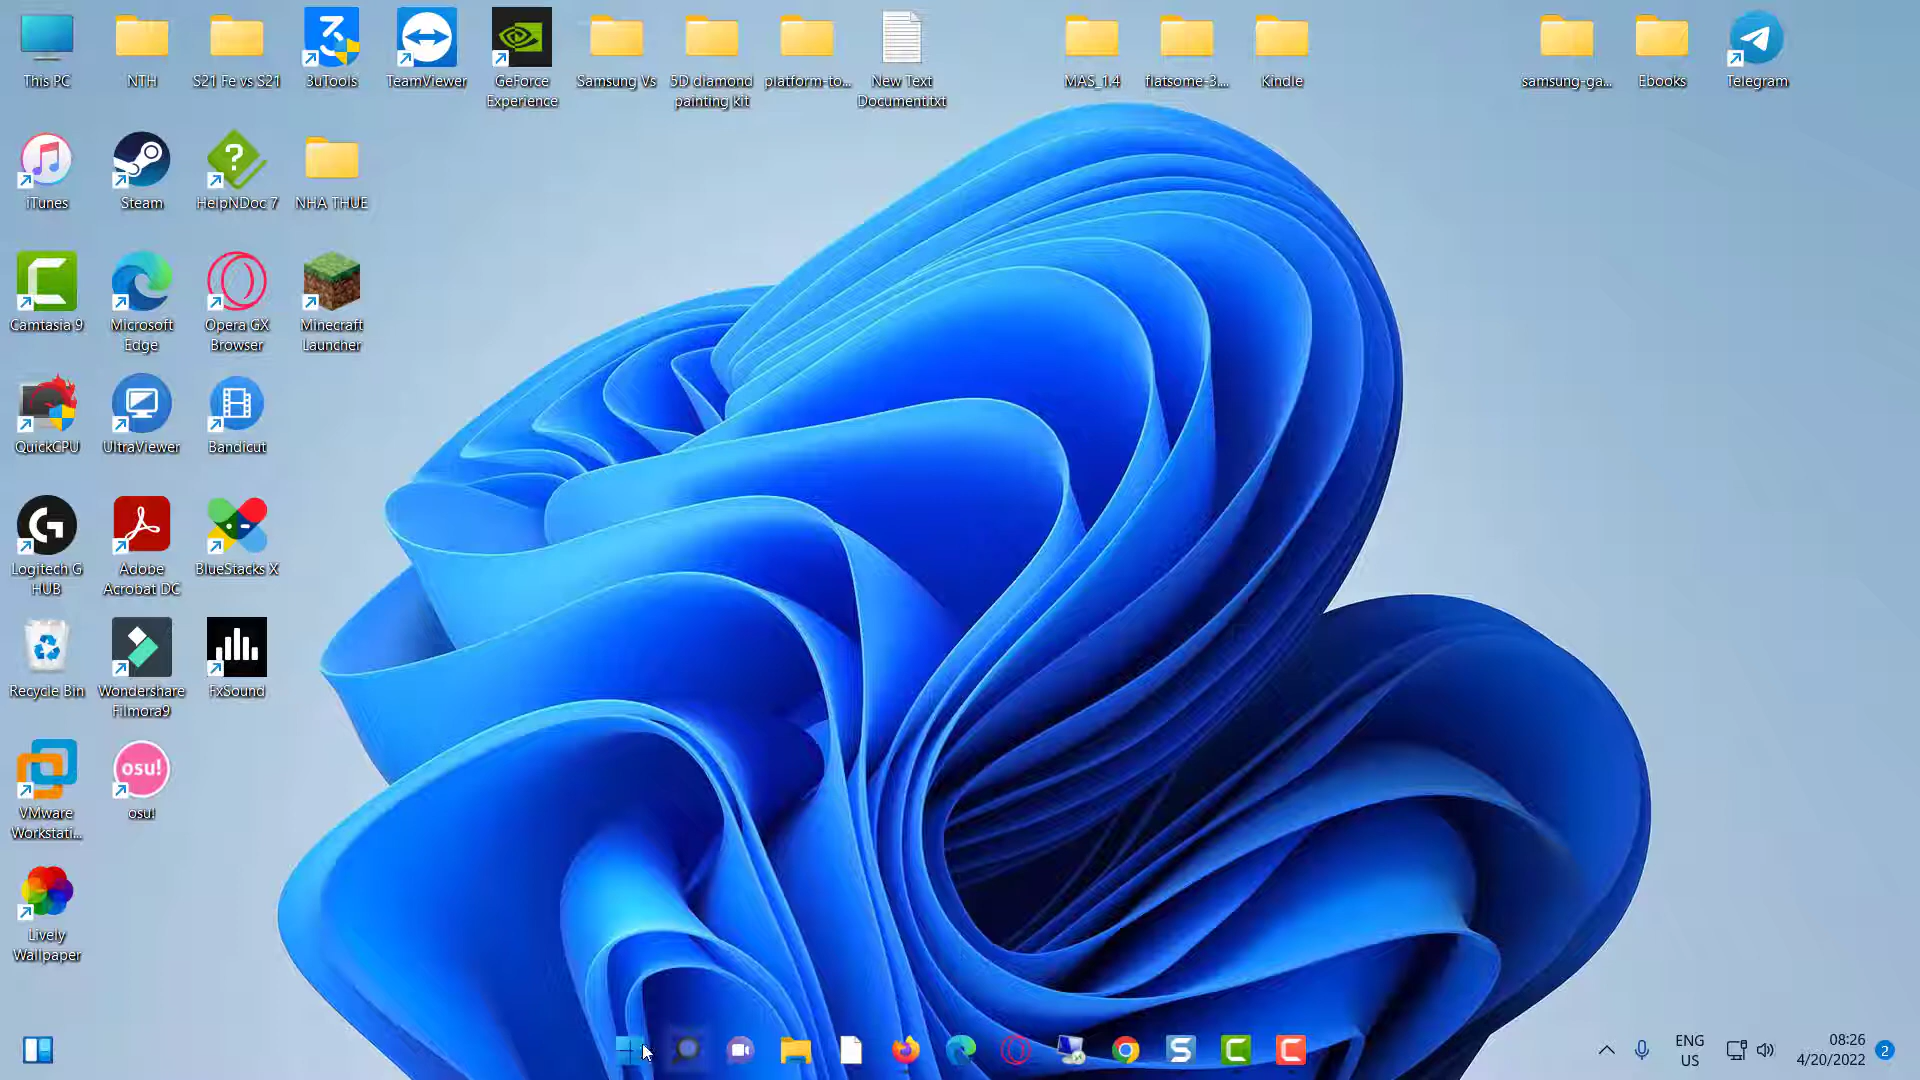 This PC
NTH
S21 Fe vs S21
3uTools
TeamViewer
GeForce
Experience
Samsung Vs
5D diamond
painting kit
platform-to...
New Text
Document.txt
MAS_1.4
flatsome-3....
Kindle
samsung-ga...
Ebooks
Telegram
iTunes
Steam
HelpNDoc 7
NHA THUE
Camtasia 9
Microsoft
Edge
Opera GX
Browser
Minecraft
Launcher
QuickCPU
UltraViewer
Bandicut
Logitech G
HUB
Adobe
Acrobat DC
BlueStacks X
Recycle Bin
Wondershare
Filmora9
FxSound
osu!
VMware
Workstati...
osu!
Lively
Wallpaper
ENG
US
08:26
4/20/2022
2